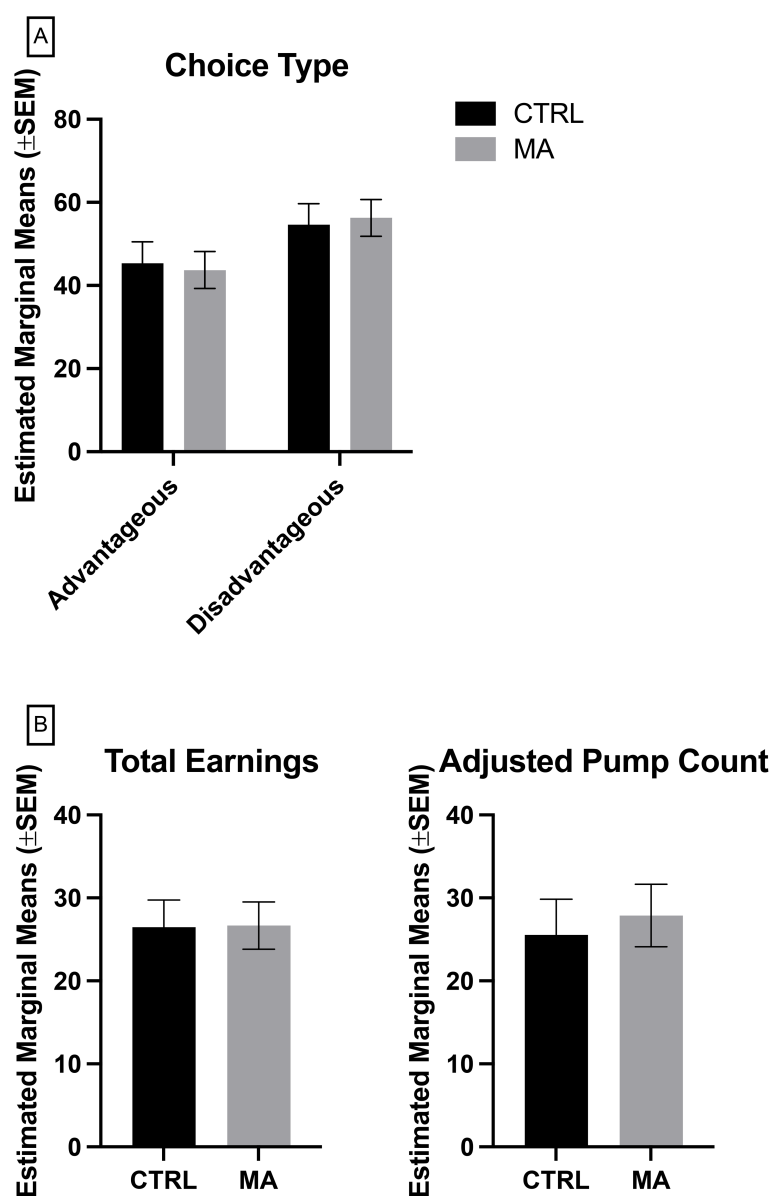 A
Choice Type
Estimated Marginal Means (±SEM)
80
60
40
20
0
Advantageous
Disadvantageous
CTRL
MA
B
Total Earnings
Estimated Marginal Means (±SEM)
40
30
20
10
0
CTRL
MA
Adjusted Pump Count
Estimated Marginal Means (±SEM)
40
30
20
10
0
CTRL
MA